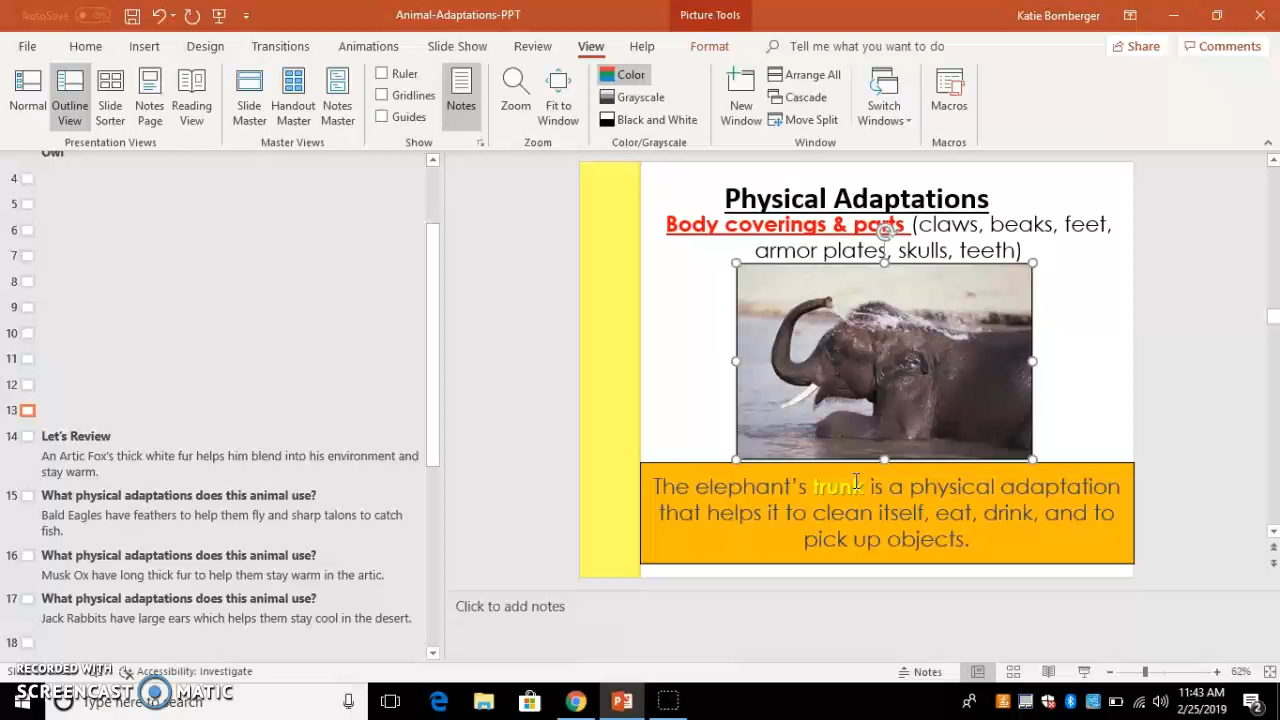 AutoSave Off
Animal-Adaptations-PPT
Picture Tools
Katie Bomberger
File Home Insert Design Transitions Animations Slide Show Review View Help Format Tell me what you want to do Share Comments
Normal
Outline View
Slide Sorter
Notes Page
Reading View
Presentation Views
Slide Master
Handout Master
Notes Master
Master Views
Ruler
Gridlines
Guides
Show
Notes
Zoom
Fit to Window
Zoom
Color
Grayscale
Black and White
Color/Grayscale
New Window
Arrange All
Cascade
Move Split
Switch Windows
Window
Macros
Macros
Owl
4
5
7
8
9
10
11
12
13
14 Let's Review
An Artic Fox's thick white fur helps him blend into his environment and
stay warm.
15 What physical adaptations does this animal use?
Bald Eagles have feathers to help them fly and sharp talons to catch
fish.
16 What physical adaptations does this animal use?
Musk Ox have long thick fur to help them stay warm in the artic.
17 What physical adaptations does this animal use?
Jack Rabbits have large ears which helps them stay cool in the desert.
18
Physical Adaptations
Body coverings & parts (claws, beaks, feet,
armor plates, skulls, teeth)
The elephant's trunk is a physical adaptation
that helps it to clean itself, eat, drink, and to
pick up objects.
Click to add notes
Accessibility: Investigate
Notes
62%
RECORDED WITH
SCREENCAST MATIC
Type here to search
11:43 AM
2/25/2019
2